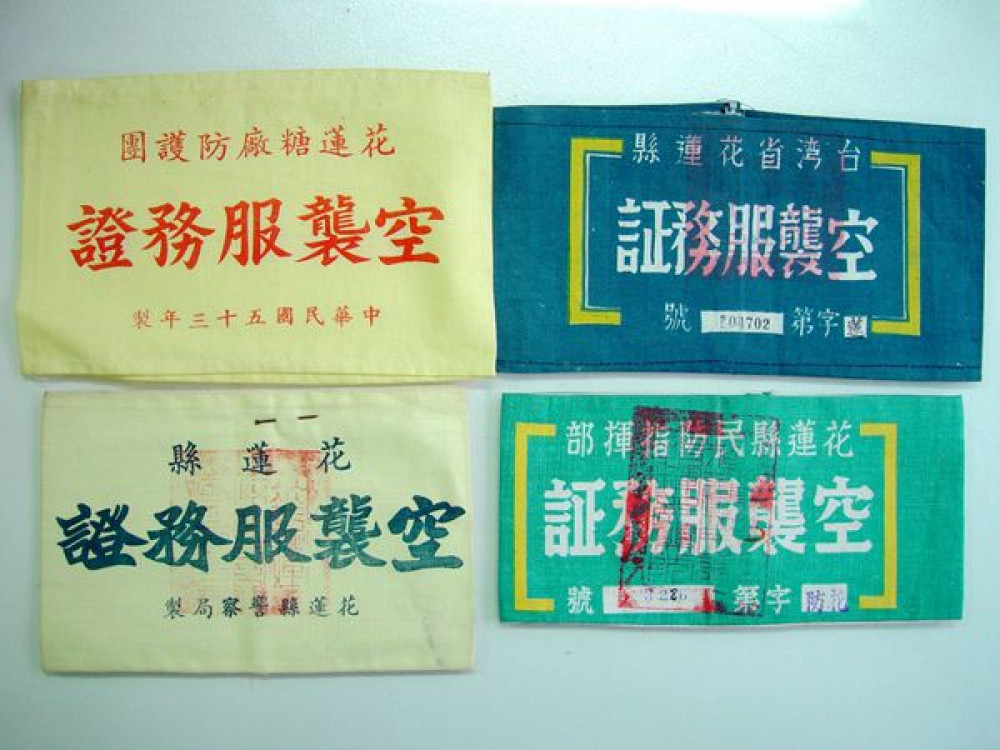 花蓮糖廠防護團
空襲服務證
中華民國五十三年製
台湾省花蓮縣
空襲服務証
蓮字第 號
花蓮縣
空襲服務證
花蓮縣警察局製
花蓮縣民防指揮部
空襲服務証
花防字第 號